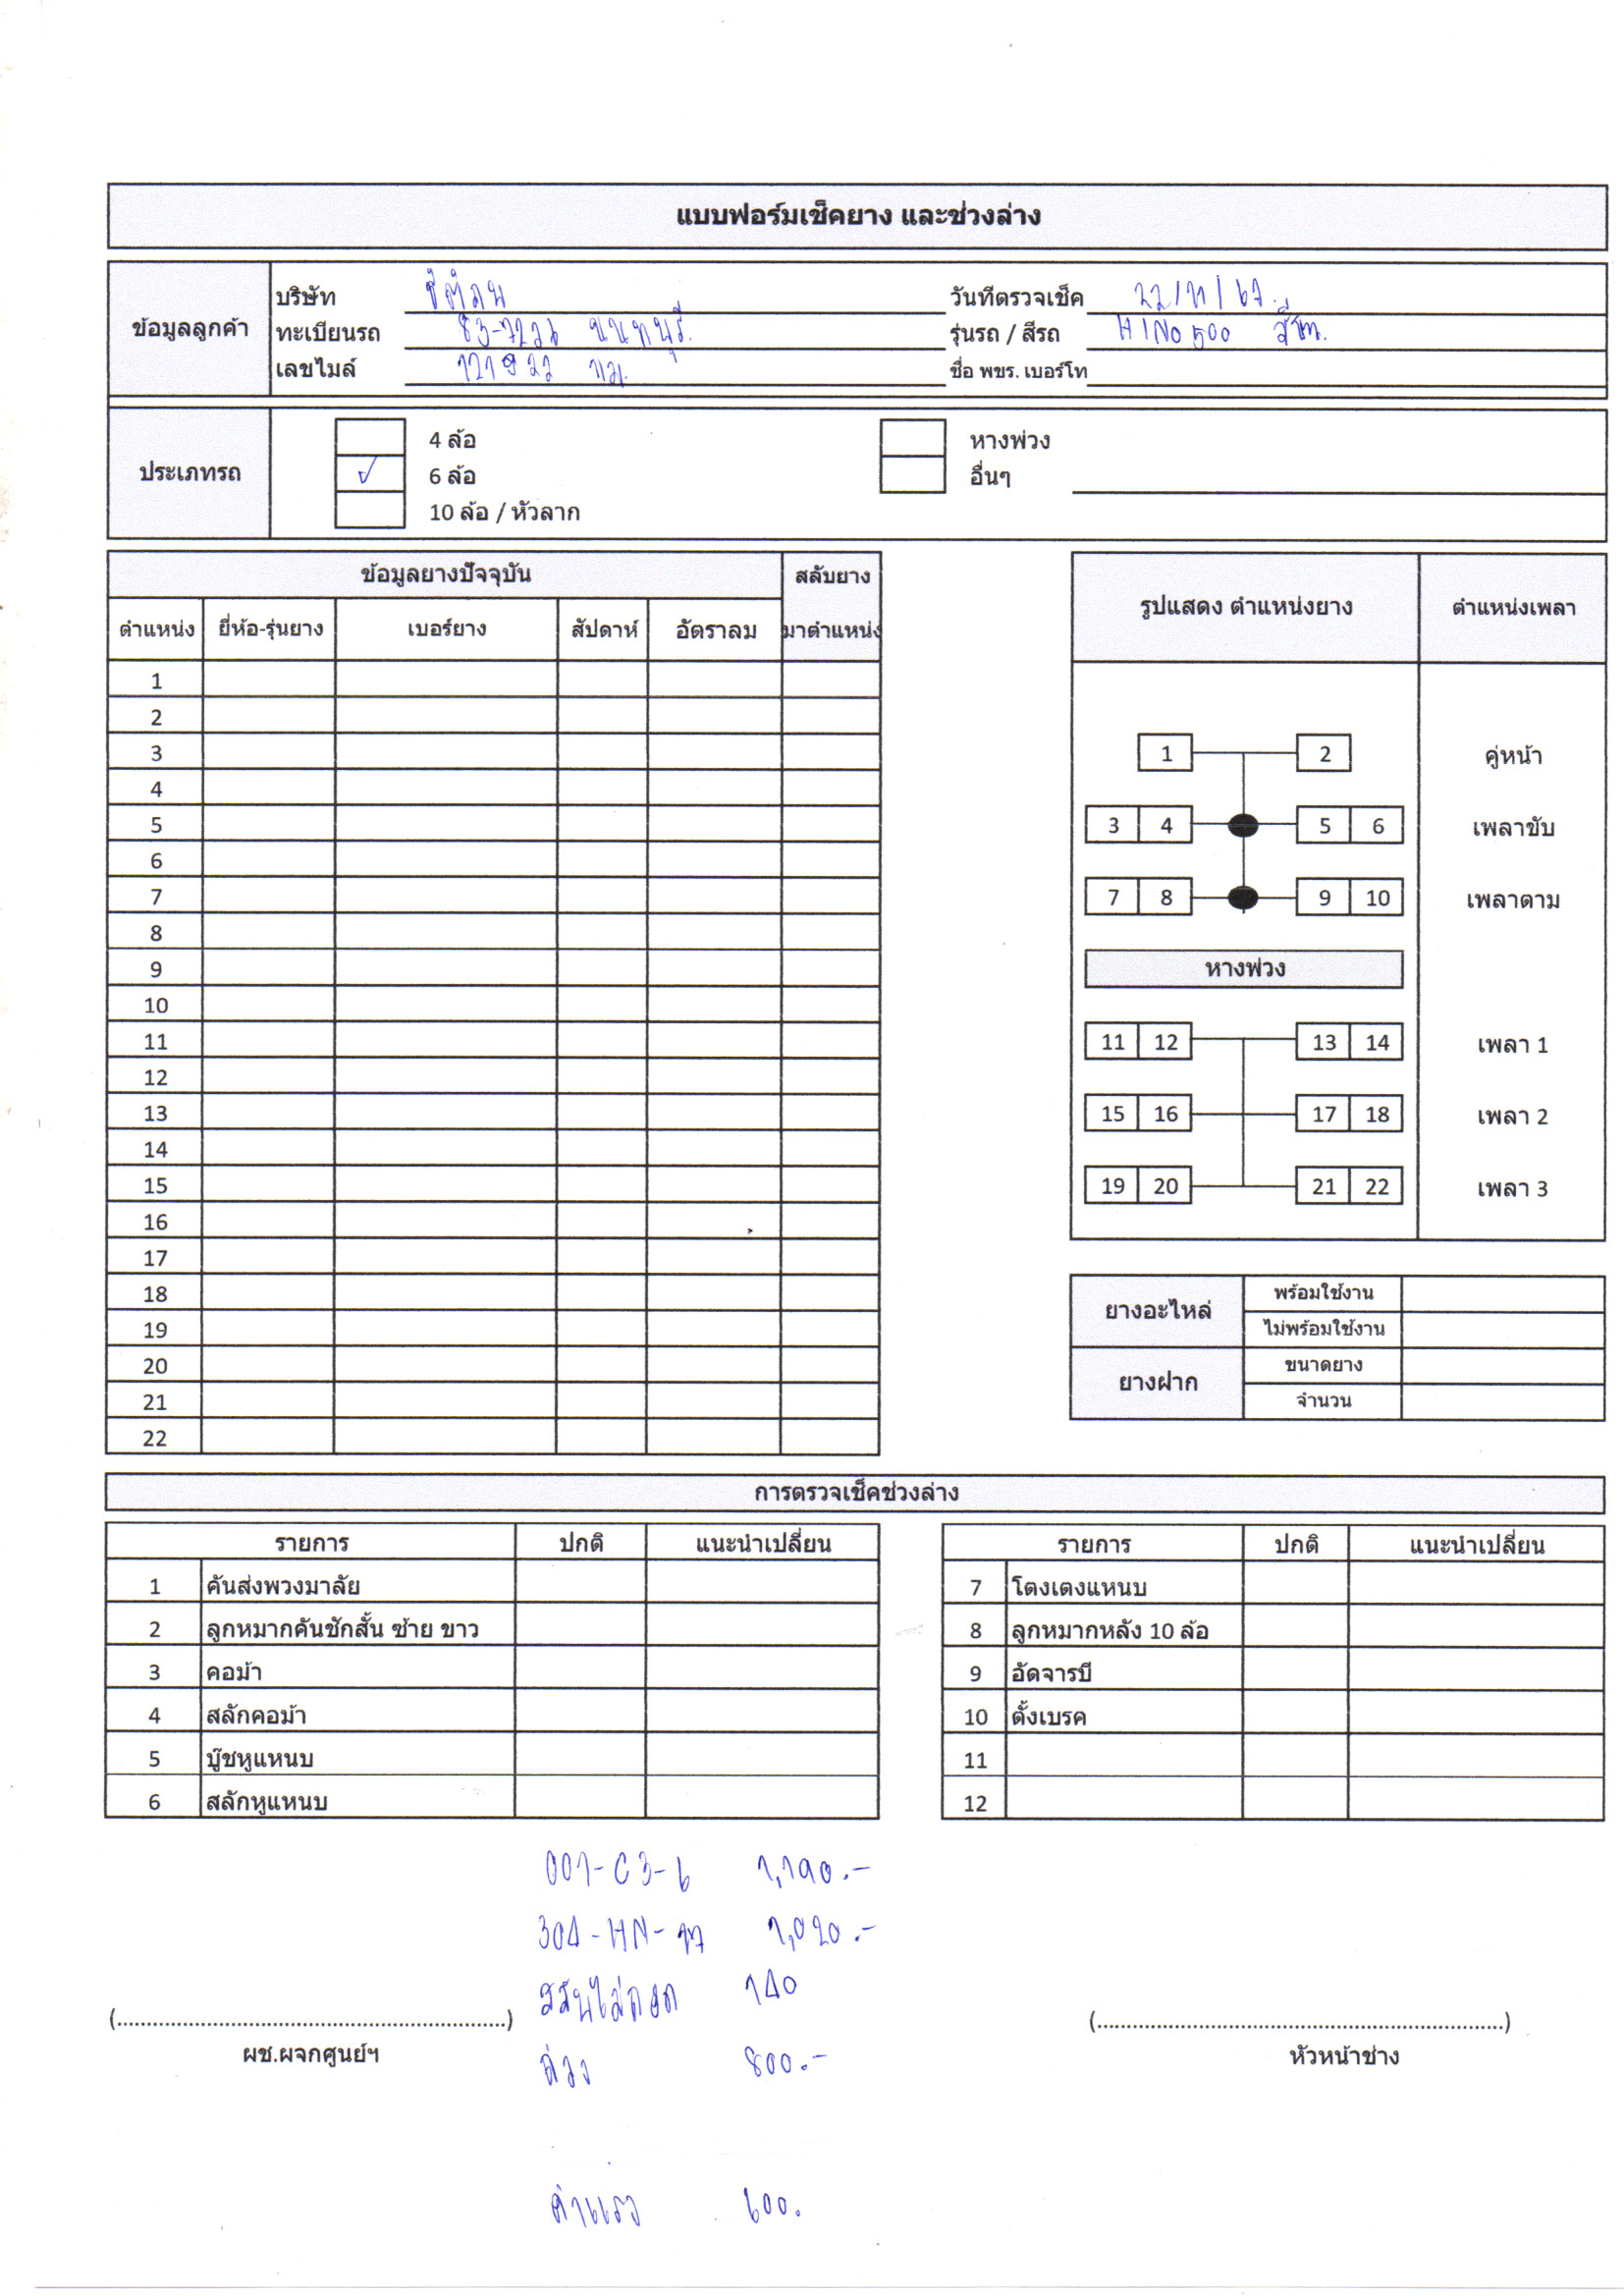 แบบฟอร์มเช็คยาง และช่วงล่าง
ข้อมูลลูกค้า
บริษัท
วันที่ตรวจเช็ค 22/11/67.
ทะเบียนรถ 83-7226 นนทบุรี.
รุ่นรถ / สีรถ HINO 500
เลขไมล์ 121922 กม.
ชื่อ พขร. เบอร์โท
ประเภทรถ
4 ล้อ หางพ่วง
✓ 6 ล้อ อื่นๆ
10 ล้อ / หัวลาก
ข้อมูลยางปัจจุบัน สลับยาง
ตำแหน่ง ยี่ห้อ-รุ่นยาง เบอร์ยาง สัปดาห์ อัตราลม มาตำแหน่ง
1
2
3
4
5
6
7
8
9
10
11
12
13
14
15
16
17
18
19
20
21
22
รูปแสดง ตำแหน่งยาง ตำแหน่งเพลา
1 2 คู่หน้า
3 4 5 6 เพลาขับ
7 8 9 10 เพลาตาม
หางพ่วง
11 12 13 14 เพลา 1
15 16 17 18 เพลา 2
19 20 21 22 เพลา 3
ยางอะไหล่ พร้อมใช้งาน
ไม่พร้อมใช้งาน
ยางฝาก ขนาดยาง
จำนวน
การตรวจเช็คช่วงล่าง
รายการ ปกติ แนะนำเปลี่ยน
1 คันส่งพวงมาลัย
2 ลูกหมากคันชักสั้น ซ้าย ขาว
3 คอม้า
4 สลักคอม้า
5 บู๊ชหูแหนบ
6 สลักหูแหนบ
รายการ ปกติ แนะนำเปลี่ยน
7 โตงเตงแหนบ
8 ลูกหมากหลัง 10 ล้อ
9 อัดจารบี
10 ตั้งเบรค
11
12
001-C3-6 1,190.-
304-HN-17 1,020.-
140
ถ่วง 800.-
ค่าแรง 600.
(..........)
ผช.ผจกศูนย์ฯ
(..........)
หัวหน้าช่าง